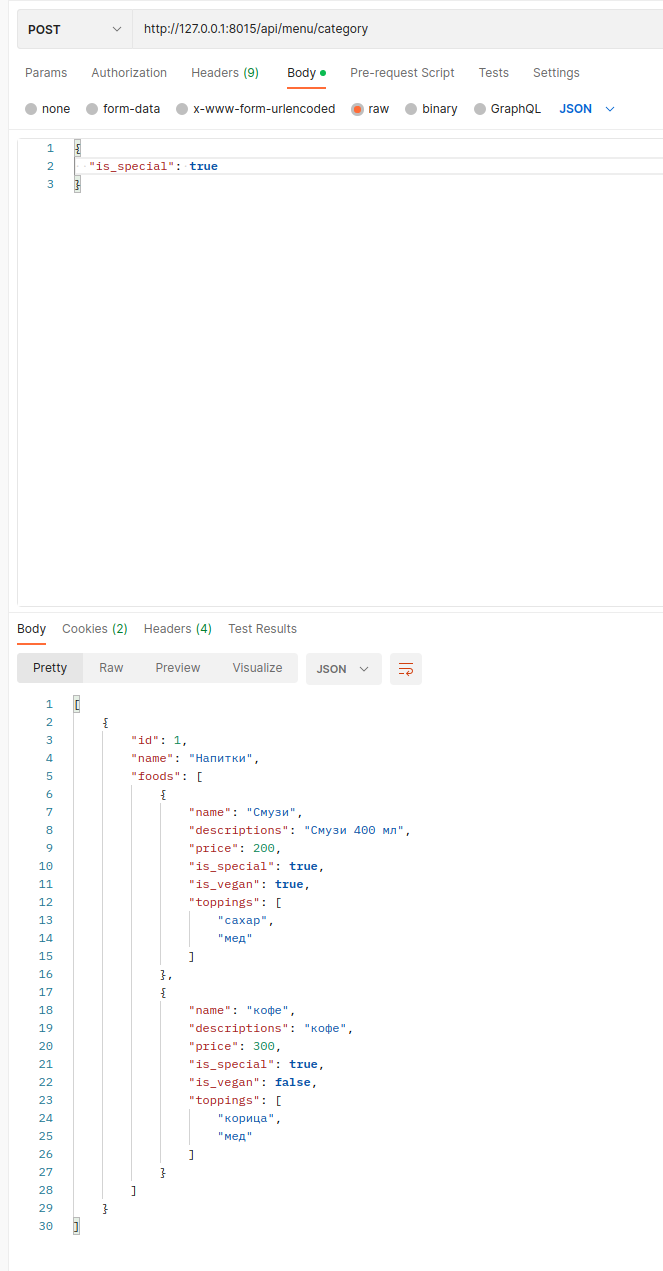 POST http://127.0.0.1:8015/api/menu/category
Params Authorization Headers (9) Body Pre-request Script Tests Settings
none form-data x-www-form-urlencoded raw binary GraphQL JSON
1 {
2 "is_special": true
3 }
Body Cookies (2) Headers (4) Test Results
Pretty Raw Preview Visualize JSON
1 [
2 {
3 "id": 1,
4 "name": "Напитки",
5 "foods": [
6 {
7 "name": "Смузи",
8 "descriptions": "Смузи 400 мл",
9 "price": 200,
10 "is_special": true,
11 "is_vegan": true,
12 "toppings": [
13 "сахар",
14 "мед"
15 ]
16 },
17 {
18 "name": "кофе",
19 "descriptions": "кофе",
20 "price": 300,
21 "is_special": true,
22 "is_vegan": false,
23 "toppings": [
24 "корица",
25 "мед"
26 ]
27 }
28 ]
29 }
30 ]